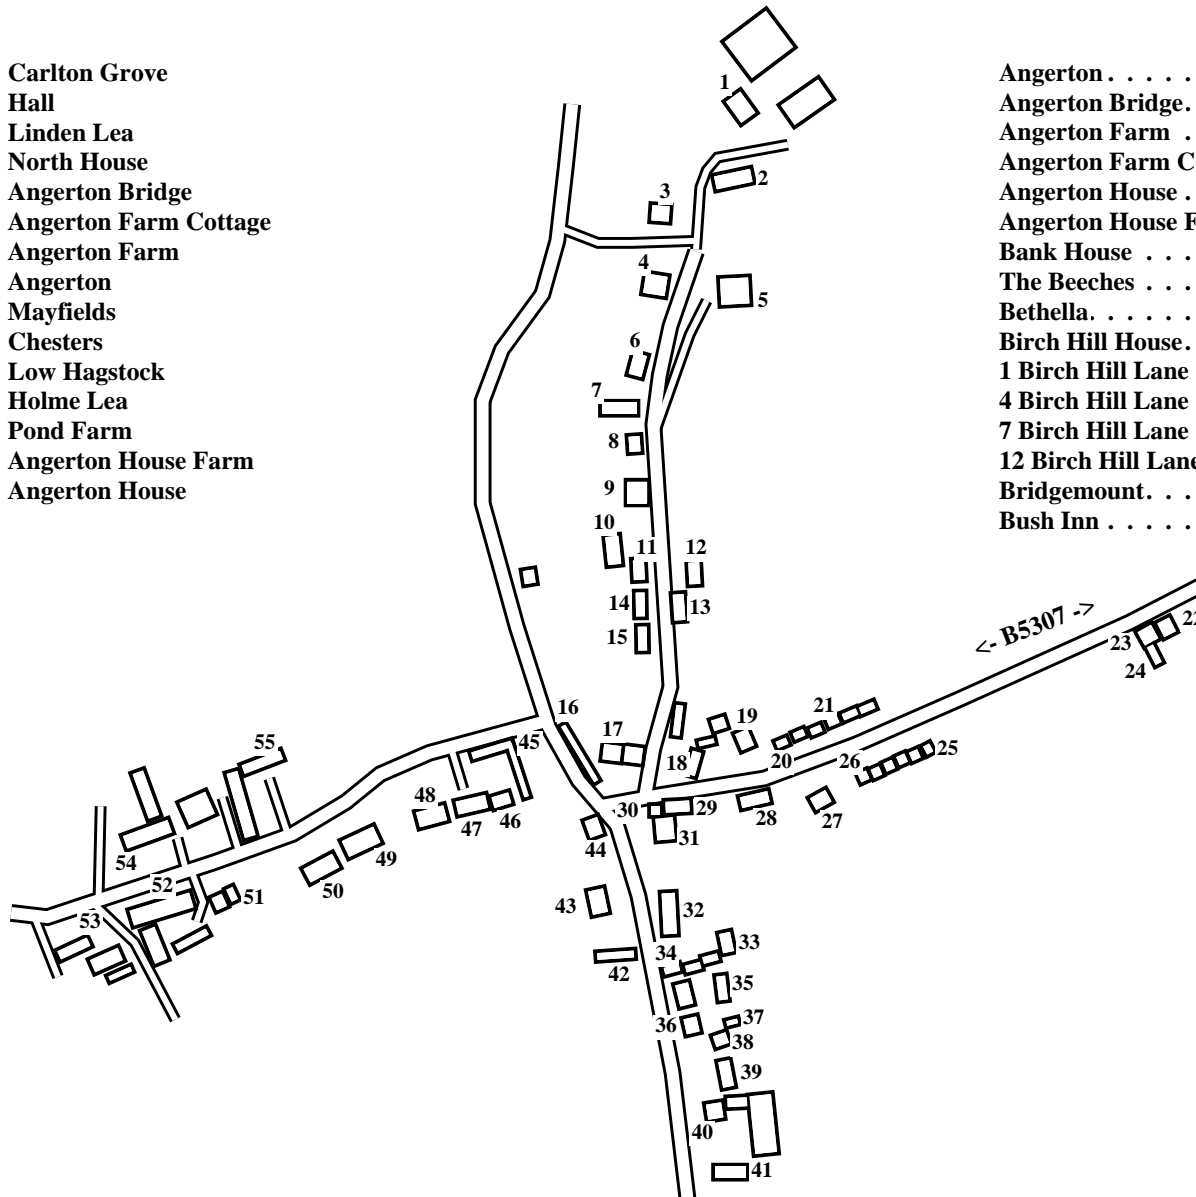 Carlton Grove
Hall
Linden Lea
North House
Angerton Bridge
Angerton Farm Cottage
Angerton Farm
Angerton
Mayfields
Chesters
Low Hagstock
Holme Lea
Pond Farm
Angerton House Farm
Angerton House
Angerton . . . . .
Angerton Bridge. .
Angerton Farm . .
Angerton Farm C
Angerton House . .
Angerton House F
Bank House . . . .
The Beeches . . . .
Bethella. . . . . . .
Birch Hill House. .
1 Birch Hill Lane
4 Birch Hill Lane
7 Birch Hill Lane
12 Birch Hill Lane
Bridgemount. . . .
Bush Inn . . . . . .
1
2
3
4
5
6
7
8
9
10
11
12
13
14
15
<- B5307 ->
16
17
18
19
20
21
22
23
24
25
26
27
28
29
30
31
32
33
34
35
36
37
38
39
40
41
42
43
44
45
46
47
48
49
50
51
52
53
54
55